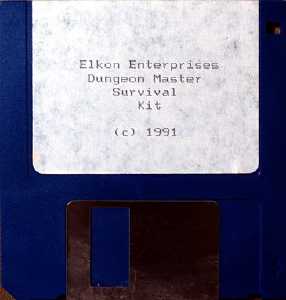 Elkon Enterprises
Dungeon Master
Survival
Kit
(c) 1991